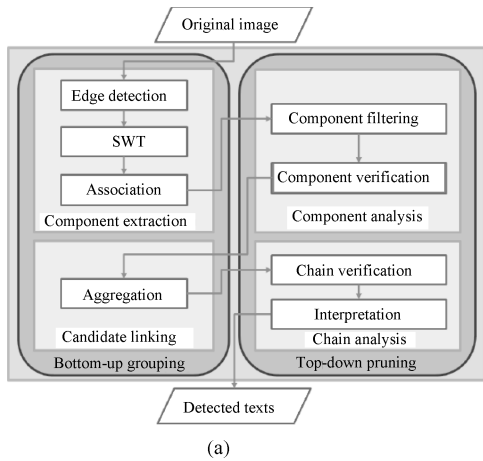 Original image
Edge detection
SWT
Association
Component extraction
Component filtering
Component verification
Component analysis
Aggregation
Candidate linking
Bottom-up grouping
Chain verification
Interpretation
Chain analysis
Top-down pruning
Detected texts
(a)